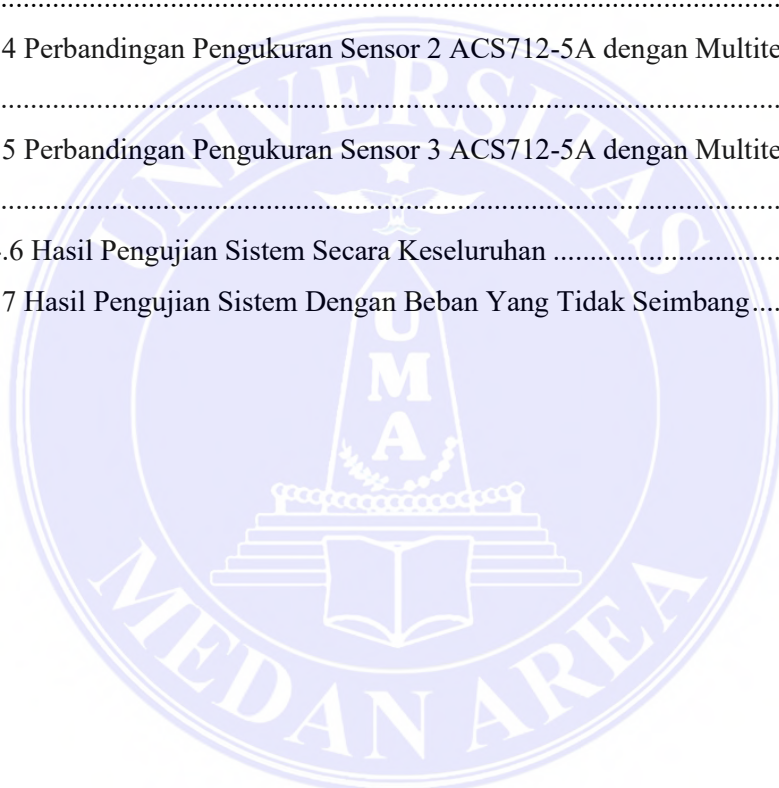 ....................................................................................................
4 Perbandingan Pengukuran Sensor 2 ACS712-5A dengan Multite
....................................................................................................
5 Perbandingan Pengukuran Sensor 3 ACS712-5A dengan Multite
....................................................................................................
.6 Hasil Pengujian Sistem Secara Keseluruhan .............................
7 Hasil Pengujian Sistem Dengan Beban Yang Tidak Seimbang....
UNIVERSITAS
U
M
A
MEDAN AREA